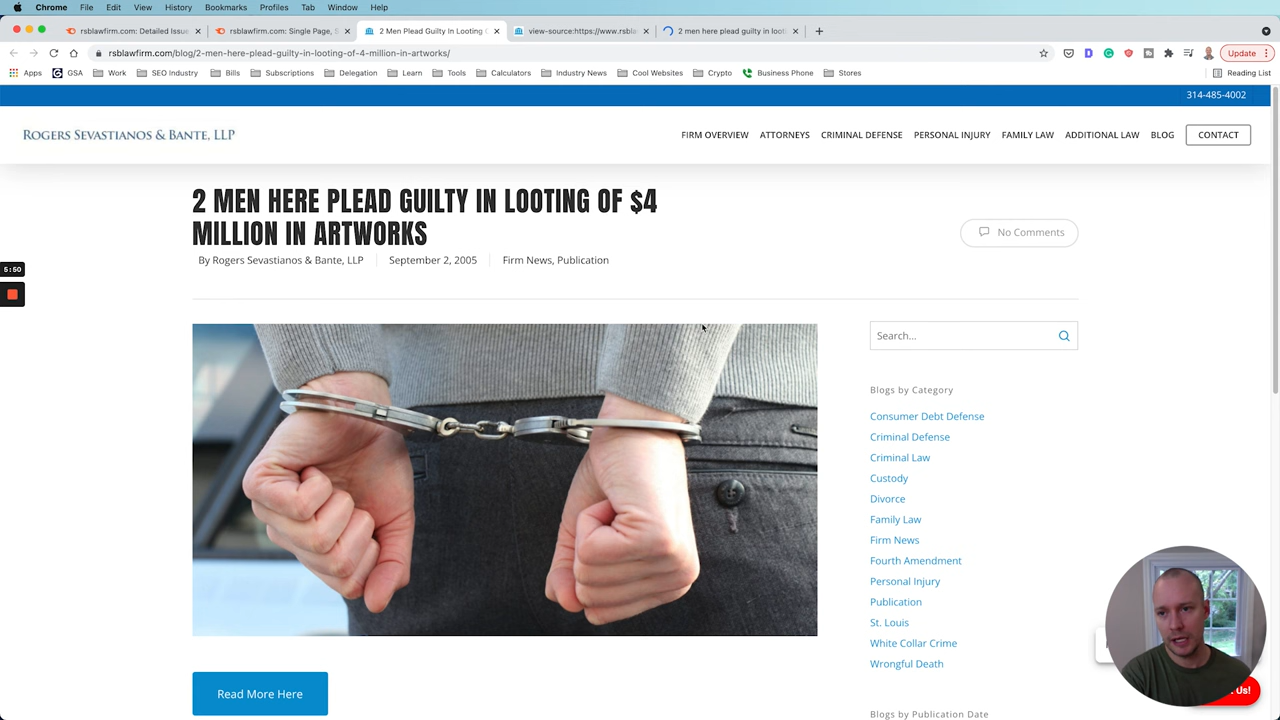 Chrome File Edit View History Bookmarks Profiles Tab Window Help
rsblawfirm.com: Detailed Issue rsblawfirm.com: Single Page, S 2 Men Plead Guilty In Looting view-source:https://www.rsbla 2 men here plead guilty in looti
rsblawfirm.com/blog/2-men-here-plead-guilty-in-looting-of-4-million-in-artworks/ Update
Apps GSA Work SEO Industry Bills Subscriptions Delegation Learn Tools Calculators Industry News Cool Websites Crypto Business Phone Stores Reading List
314-485-4002
ROGERS SEVASTIANOS & BANTE, LLP
FIRM OVERVIEW ATTORNEYS CRIMINAL DEFENSE PERSONAL INJURY FAMILY LAW ADDITIONAL LAW BLOG CONTACT
2 MEN HERE PLEAD GUILTY IN LOOTING OF $4
MILLION IN ARTWORKS
No Comments
By Rogers Sevastianos & Bante, LLP September 2, 2005 Firm News, Publication
5:50
Search...
Blogs by Category
Consumer Debt Defense
Criminal Defense
Criminal Law
Custody
Divorce
Family Law
Firm News
Fourth Amendment
Personal Injury
Publication
St. Louis
White Collar Crime
Wrongful Death
Us!
Read More Here
Blogs by Publication Date